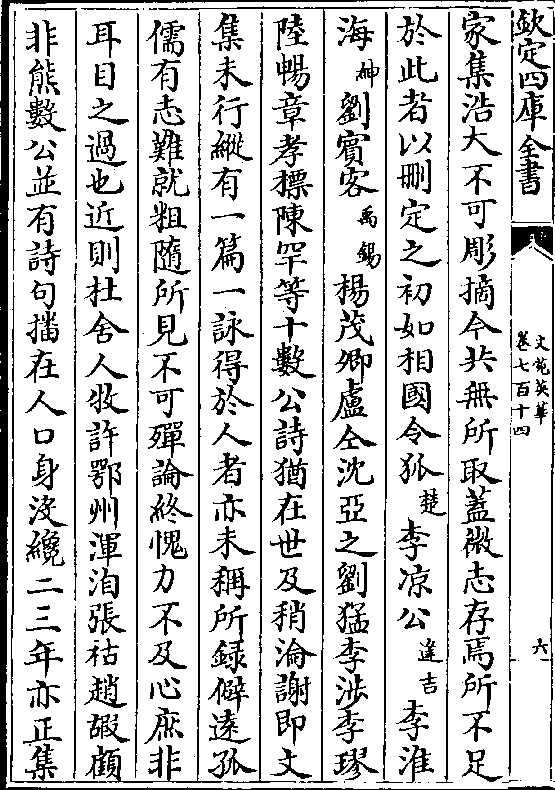 欽定四庫全書
文苑英華
卷七百十四
六
家集浩大不可彫摘今共無所取蓋微志存焉所不足
於此者以刪定之初如相國令狐楚李凉公逢吉李淮
海紳劉賓客禹錫楊茂卿盧仝沈亞之劉猛李涉李璆
陸暢章孝標陳罕等十數公詩猶在世及稍淪謝即文
集未行縱有一篇一詠得於人者亦未稱所録僻遠孤
儒有志難就粗隨所見不可殫論終愧力不及心庶非
耳目之過也近則杜舍人牧許鄂州渾洎張祜趙嘏顧
非熊數公並有詩句播在人口身沒纔二三年亦正集